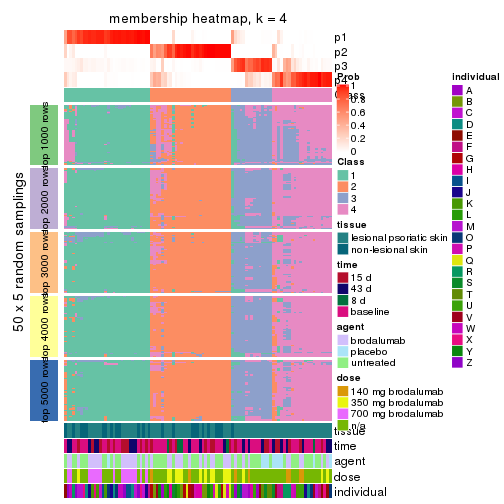 membership heatmap, k = 4
p1
p2
p3
p4
Prob
1
0.8
0.6
0.4
0.2
0
Class
Class
1
2
3
4
tissue
lesional psoriatic skin
non-lesional skin
time
15 d
43 d
8 d
baseline
agent
brodalumab
placebo
untreated
dose
140 mg brodalumab
350 mg brodalumab
700 mg brodalumab
n/a
individual
A
B
C
D
E
F
G
H
I
J
K
L
M
O
P
Q
R
S
T
U
V
W
X
Y
Z
50 x 5 random samplings
top 1000 rows
top 2000 rows
top 3000 rows
top 4000 rows
top 5000 rows
tissue
time
agent
dose
individual